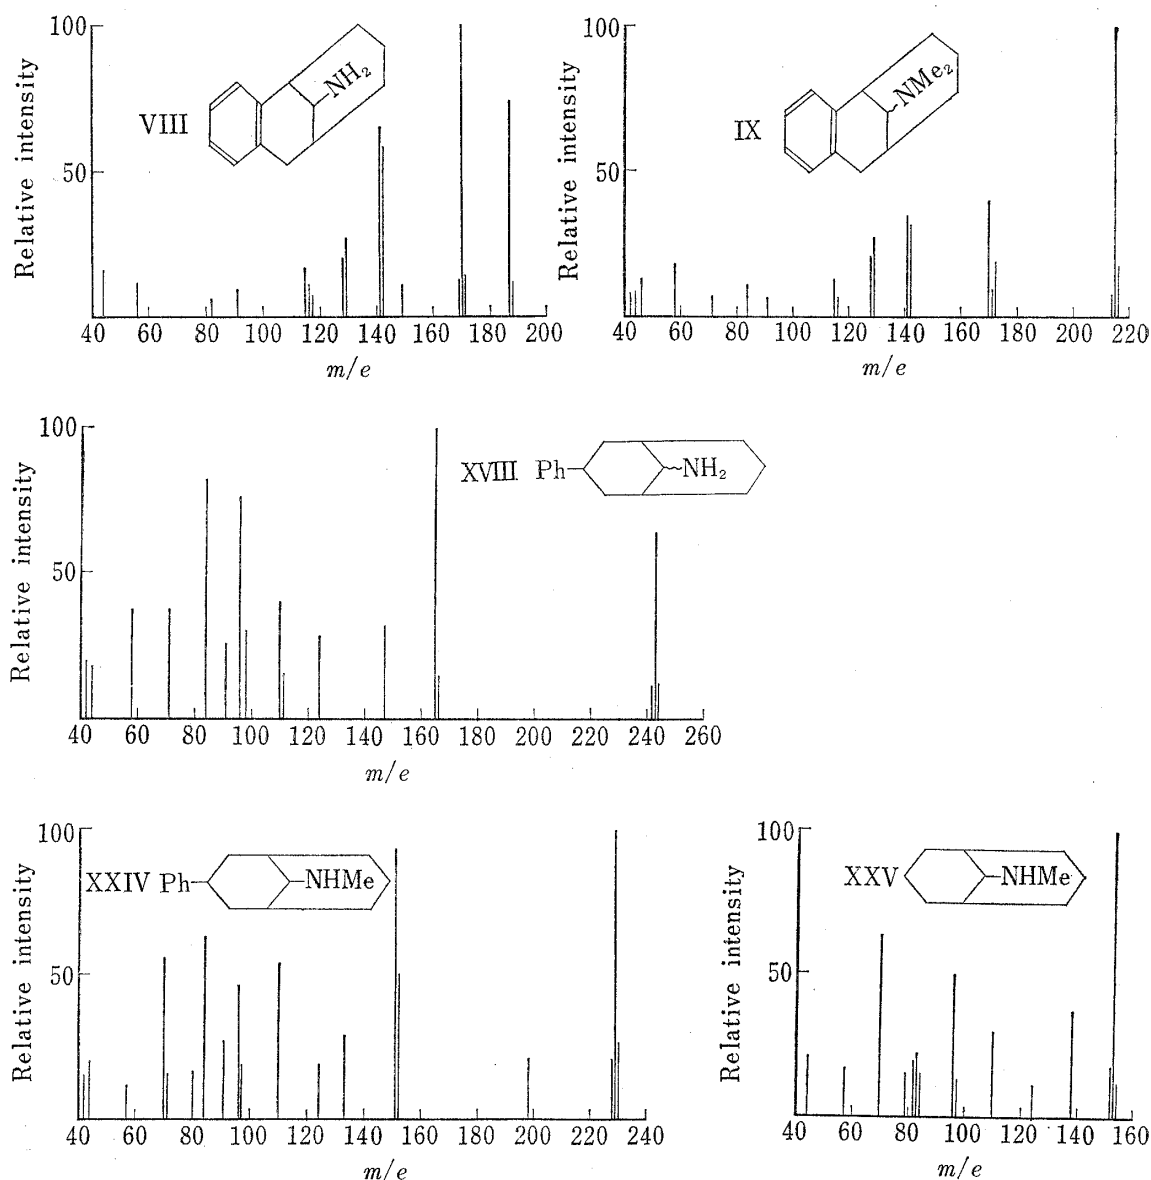 100
Relative intensity
50
VIII
NH₂
40 60 80 100 120 140 160 180 200
m/e
100
Relative intensity
50
IX
NMe₂
40 60 80 100 120 140 160 180 200 220
m/e
100
Relative intensity
50
XVIII Ph NH₂
40 60 80 100 120 140 160 180 200 220 240 260
m/e
100
Relative intensity
50
XXIV Ph NHMe
40 60 80 100 120 140 160 180 200 220 240
m/e
100
Relative intensity
50
XXV NHMe
40 60 80 100 120 140 160
m/e